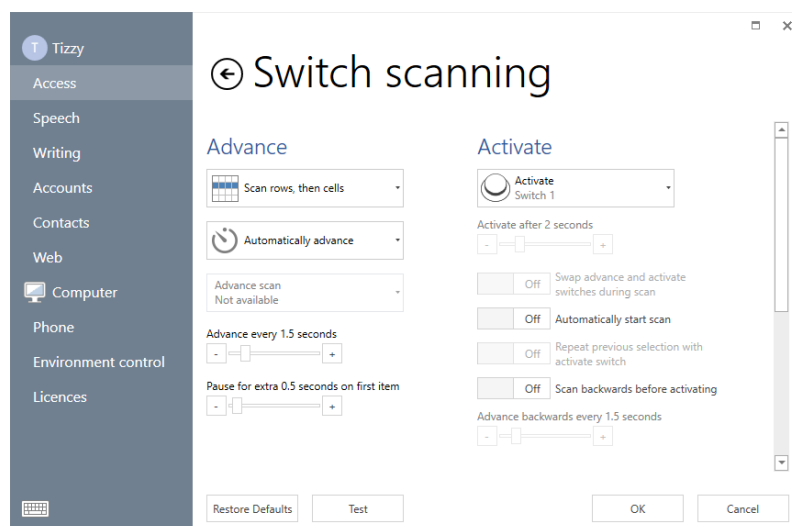 T
Tizzy
Access
Speech
Writing
Accounts
Contacts
Web
Computer
Phone
Environment control
Licences
Switch scanning
Advance
Scan rows, then cells
Automatically advance
Advance scan
Not available
Advance every 1.5 seconds
-
+
Pause for extra 0.5 seconds on first item
-
+
Activate
Activate
Switch 1
Activate after 2 seconds
-
+
Off
Swap advance and activate
switches during scan
Off
Automatically start scan
Off
Repeat previous selection with
activate switch
Off
Scan backwards before activating
Advance backwards every 1.5 seconds
-
+
Restore Defaults
Test
OK
Cancel